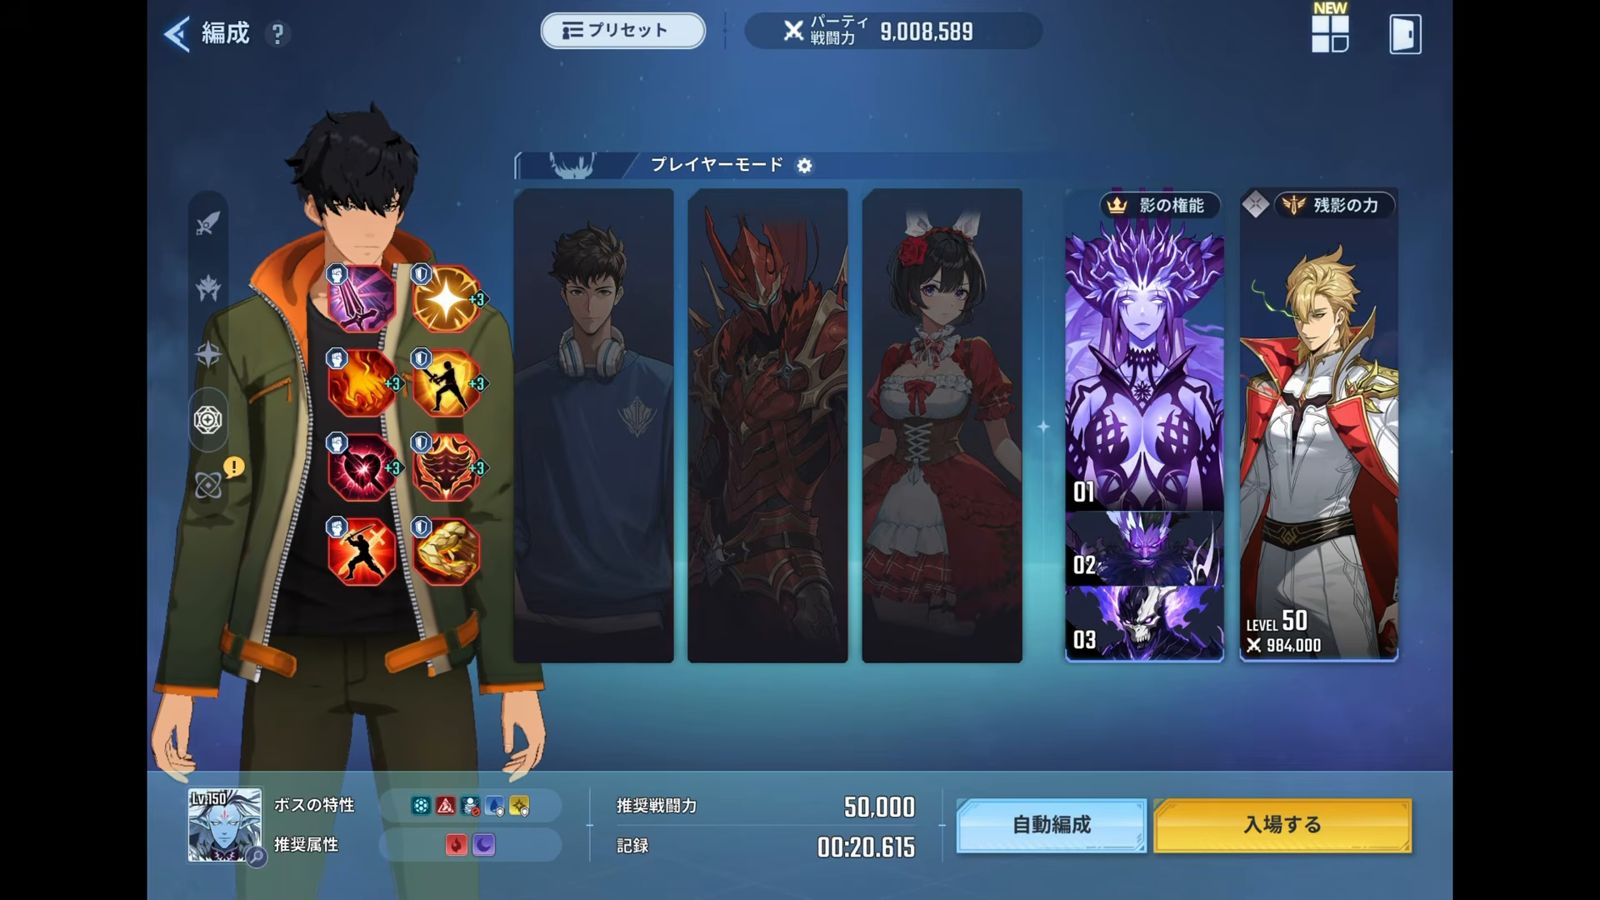 編成 ?
プリセット
パーティ
戦闘力 9,008,589
NEW
プレイヤーモード
影の権能
残影の力
+3
+3
+3
+3
+3
!
01
02
03
LEVEL 50
984,000
Lv.150
ボスの特性
推奨属性
推奨戦闘力 50,000
記録 00:20.615
自動編成
入場する